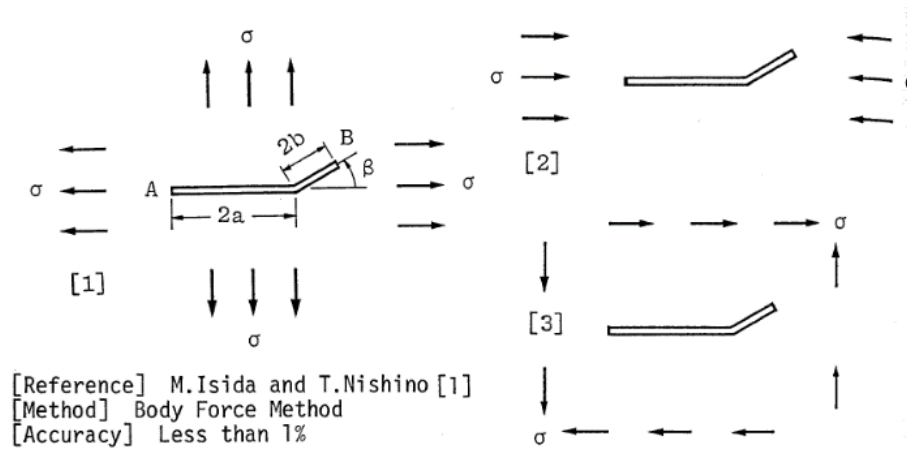 σ
σ
σ
A
2b
B
β
2a
[1]
σ
σ
[2]
σ
[3]
σ
[Reference] M.Isida and T.Nishino [1]
[Method] Body Force Method
[Accuracy] Less than 1%